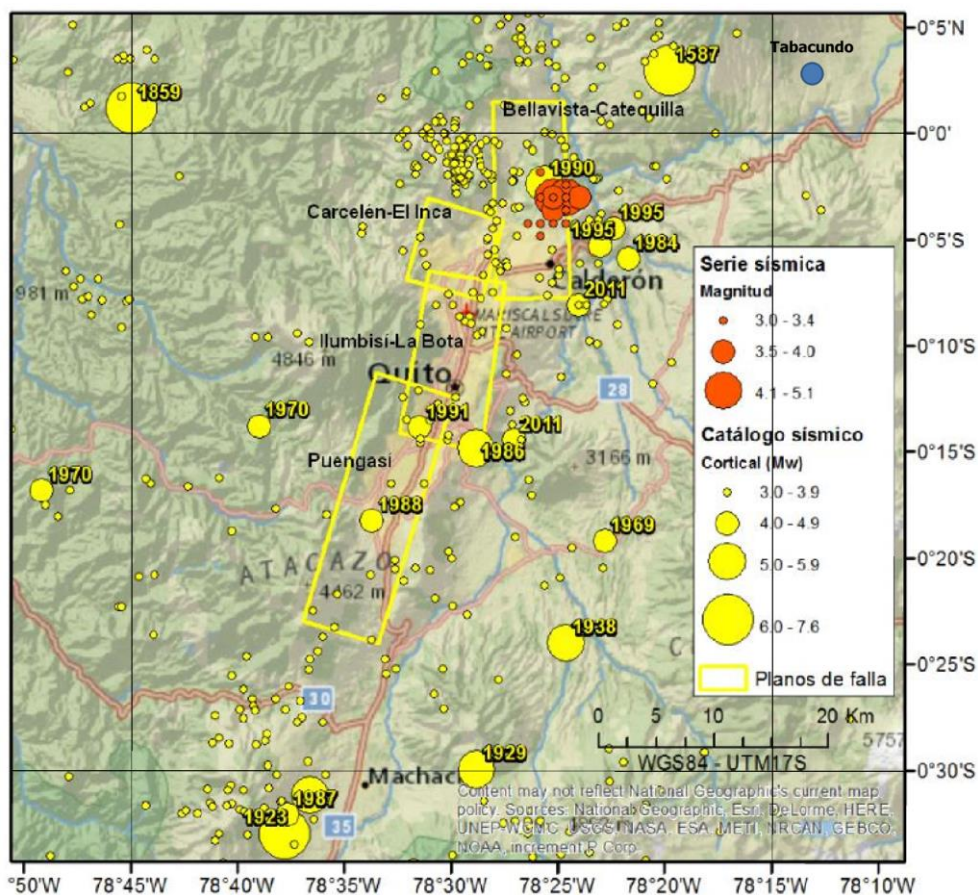 0°5'N
Tabacundo
1587
1859
Bellavista-Catequilla
0°0'
1990
Carcelén-El Inca
1995
1995
1984
0°5'S
981 m
Calderón
2011
Ilumbisí-La Bota
4846 m
0°10'S
Quito
28
1970
1991
2011
1986
3166 m
0°15'S
Puengasí
1970
1988
1969
ATACAZO
0°20'S
4462 m
1938
0°25'S
30
1929
Machac
0°30'S
1987
1923
35
Serie sísmica
Magnitud
3.0 - 3.4
3.5 - 4.0
4.1 - 5.1
Catálogo sísmico
Cortical (Mw)
3.0 - 3.9
4.0 - 4.9
5.0 - 5.9
6.0 - 7.6
Planos de falla
0 5 10 20 Km
5757
WGS84 - UTM17S
Content may not reflect National Geographic's current map
policy. Sources: National Geographic, Esri, DeLorme, HERE,
UNEP-WCMC, USGS, NASA, ESA, METI, NRCAN, GEBCO,
NOAA, increment P Corp.
78°50'W 78°45'W 78°40'W 78°35'W 78°30'W 78°25'W 78°20'W 78°15'W 78°10'W